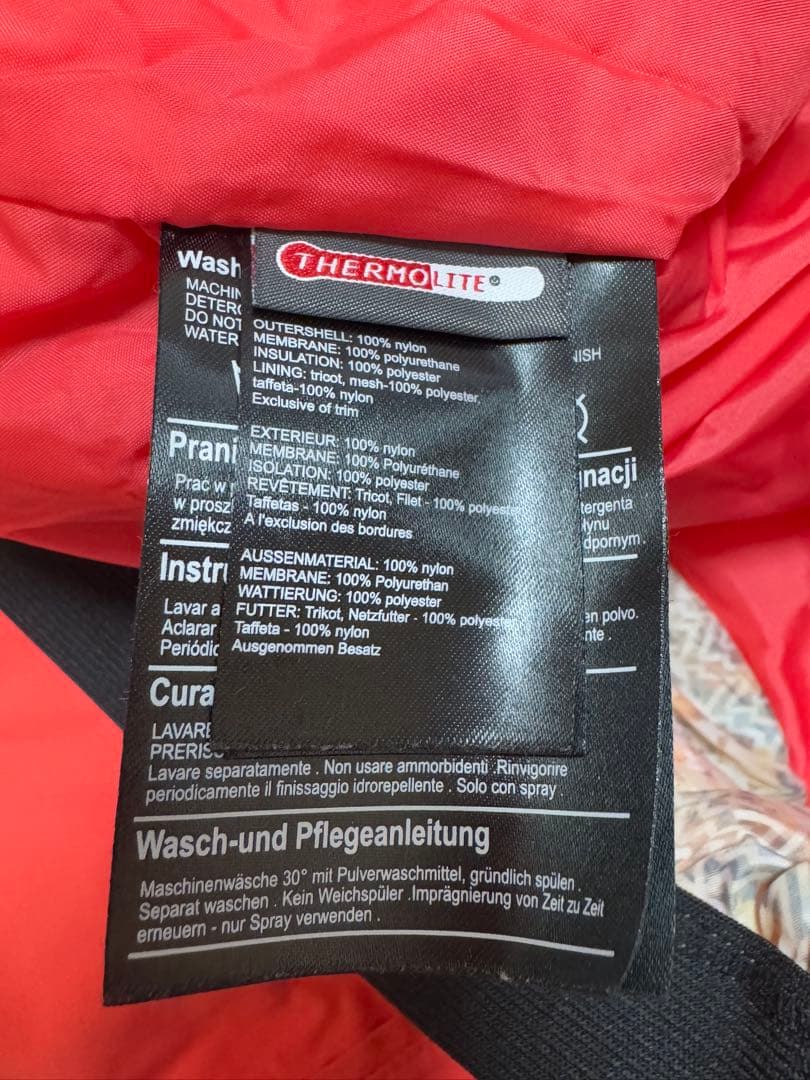 THERMOLITE®
Wash
MACHIN
DETERG
DO NOT
WATER
NISH
OUTERSHELL: 100% nylon
MEMBRANE: 100% polyurethane
INSULATION: 100% polyester
LINING: tricot, mesh-100% polyester,
taffeta-100% nylon
Exclusive of trim
EXTERIEUR: 100% nylon
MEMBRANE: 100% Polyuréthane
ISOLATION: 100% polyester
REVÊTEMENT: Tricot, Filet - 100% polyester
Taffetas - 100% nylon
A l'exclusion des bordures
AUSSENMATERIAL: 100% nylon
MEMBRANE: 100% Polyurethan
WATTIERUNG: 100% polyester
FUTTER: Trikot, Netzfutter - 100% polyester
Taffeta - 100% nylon
Ausgenommen Besatz
Prani
gnacji
Prac w
tergenta
w prosz
łynu
zmiękcz
dpornym.
Instru
Lavar a
en polvo.
Aclarar
nte .
Periódic
Cura
LAVARE
PRERISC
Lavare separatamente . Non usare ammorbidenti .Rinvigorire
periodicamente il finissaggio idrorepellente . Solo con spray .
Wasch-und Pflegeanleitung
Maschinenwäsche 30° mit Pulverwaschmittel, gründlich spülen .
Separat waschen . Kein Weichspüler .Imprägnierung von Zeit zu Zeit
erneuern - nur Spray verwenden .